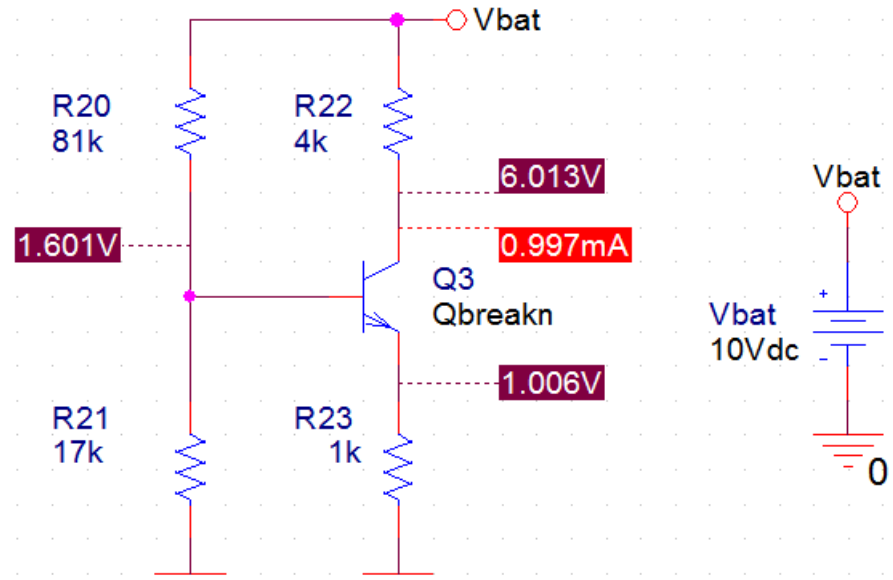 Vbat
R20
81k
R22
4k
6.013V
1.601V
0.997mA
Q3
Qbreakn
1.006V
R21
17k
R23
1k
Vbat
+
Vbat
10Vdc
-
0